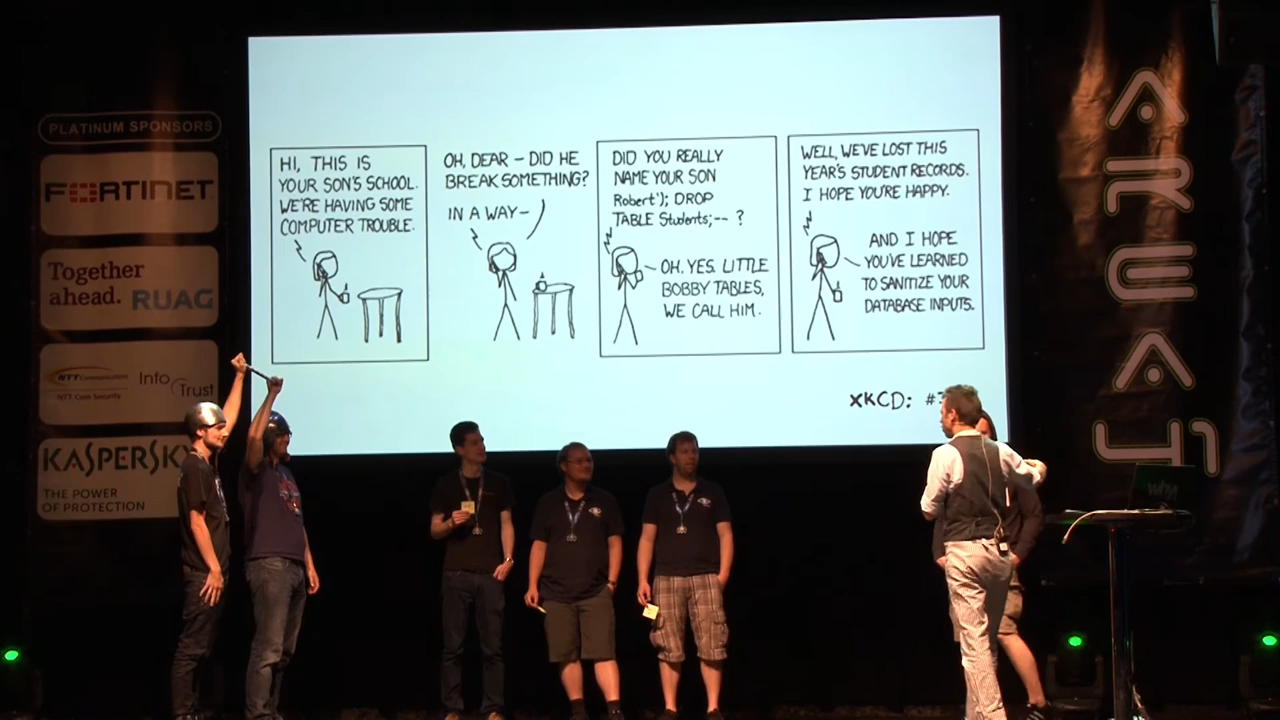 PLATINUM SPONSORS
FORTINET
Together
ahead. RUAG
NTT Communications
NTT Com Security
Info Trust
KASPERSKY
THE POWER
OF PROTECTION
HI, THIS IS
YOUR SON'S SCHOOL.
WE'RE HAVING SOME
COMPUTER TROUBLE.
OH, DEAR – DID HE
BREAK SOMETHING?
IN A WAY–
DID YOU REALLY
NAME YOUR SON
Robert'); DROP
TABLE Students;-- ?
OH. YES. LITTLE
BOBBY TABLES,
WE CALL HIM.
WELL, WE'VE LOST THIS
YEAR'S STUDENT RECORDS.
I HOPE YOU'RE HAPPY.
AND I HOPE
YOU'VE LEARNED
TO SANITIZE YOUR
DATABASE INPUTS.
XKCD: #
AREA41
why